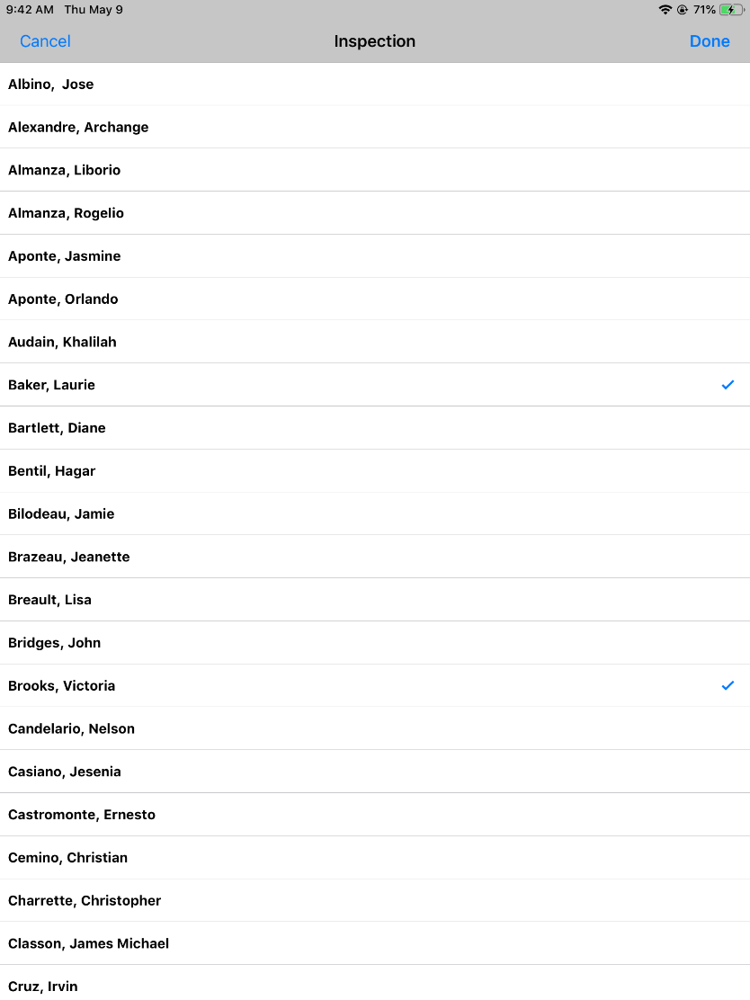 9:42 AM Thu May 9 71%
Cancel Inspection Done
Albino,  Jose
Alexandre, Archange
Almanza, Liborio
Almanza, Rogelio
Aponte, Jasmine
Aponte, Orlando
Audain, Khalilah
Baker, Laurie
Bartlett, Diane
Bentil, Hagar
Bilodeau, Jamie
Brazeau, Jeanette
Breault, Lisa
Bridges, John
Brooks, Victoria
Candelario, Nelson
Casiano, Jesenia
Castromonte, Ernesto
Cemino, Christian
Charrette, Christopher
Classon, James Michael
Cruz, Irvin